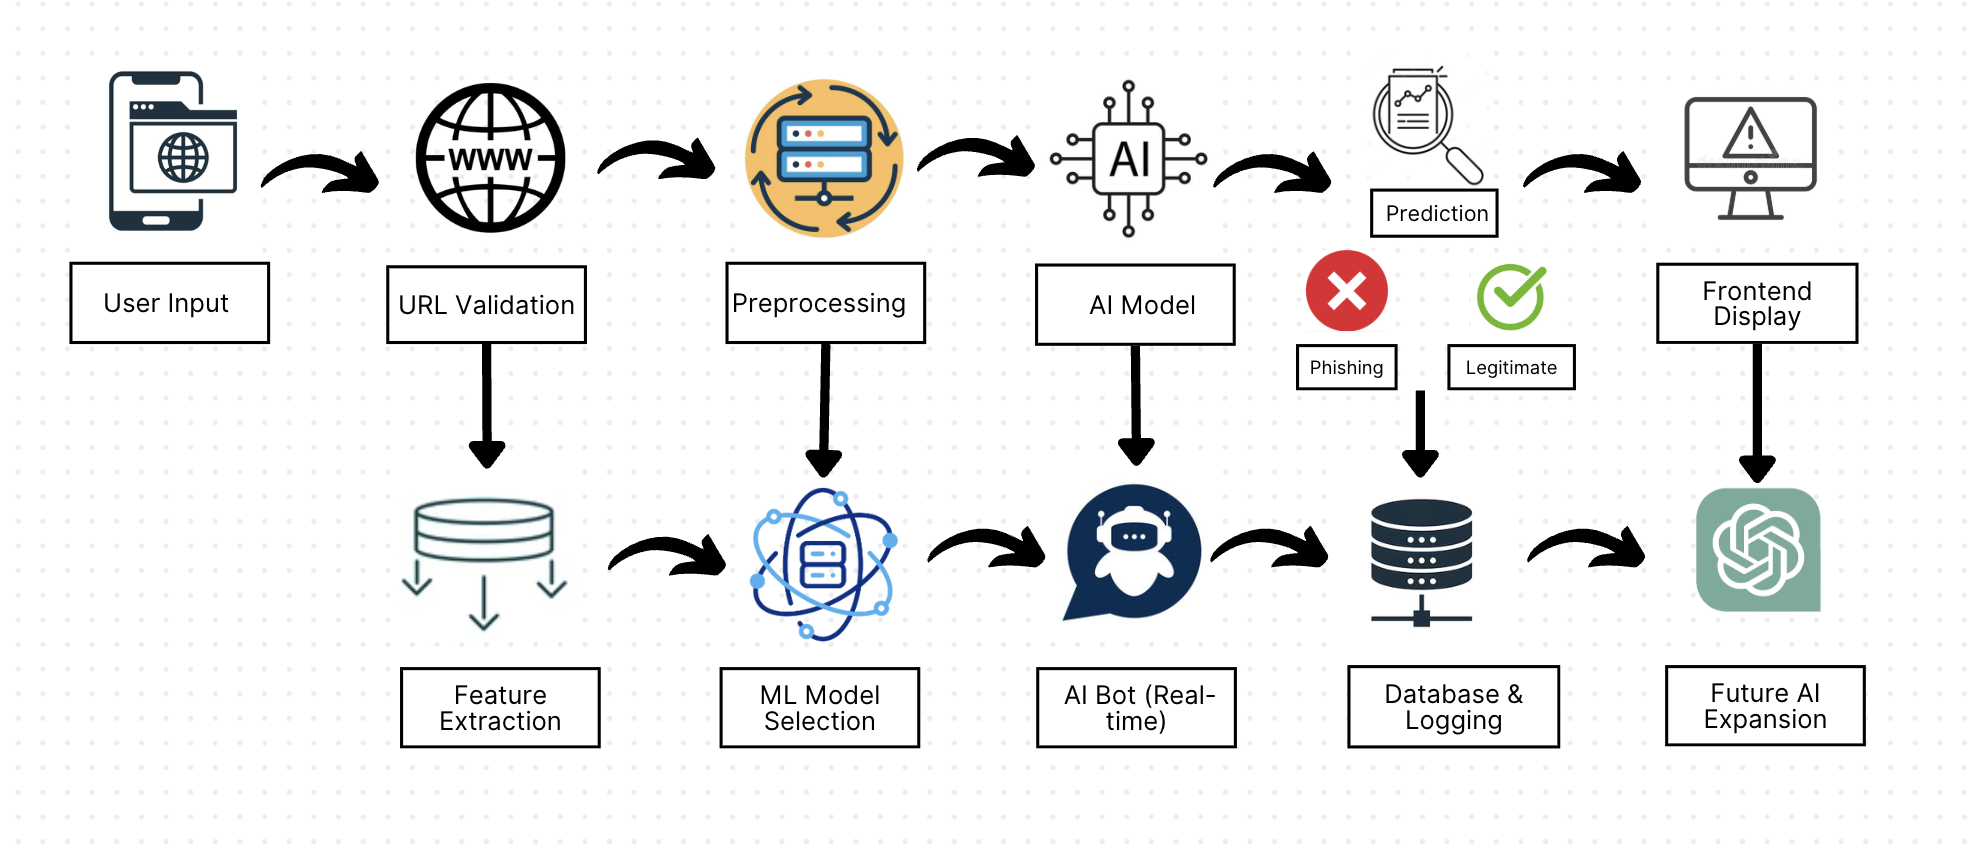 WWW
AI
Prediction
User Input
URL Validation
Preprocessing
AI Model
Frontend
Display
Phishing
Legitimate
Feature
Extraction
ML Model
Selection
AI Bot (Real-
time)
Database &
Logging
Future AI
Expansion